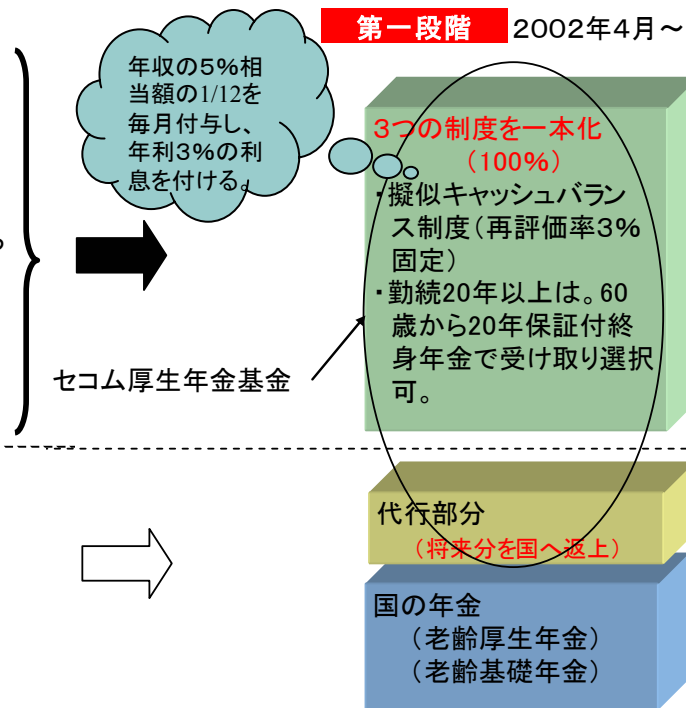 第一段階 2002年4月～
年収の5%相
当額の1/12を
毎月付与し、
年利3%の利
息を付ける。
3つの制度を一本化
（100%）
・擬似キャッシュバラン
ス制度（再評価率3%
固定）
・勤続20年以上は。60
歳から20年保証付終
身年金で受け取り選択
可。
セコム厚生年金基金
代行部分
（将来分を国へ返上）
国の年金
（老齢厚生年金）
（老齢基礎年金）